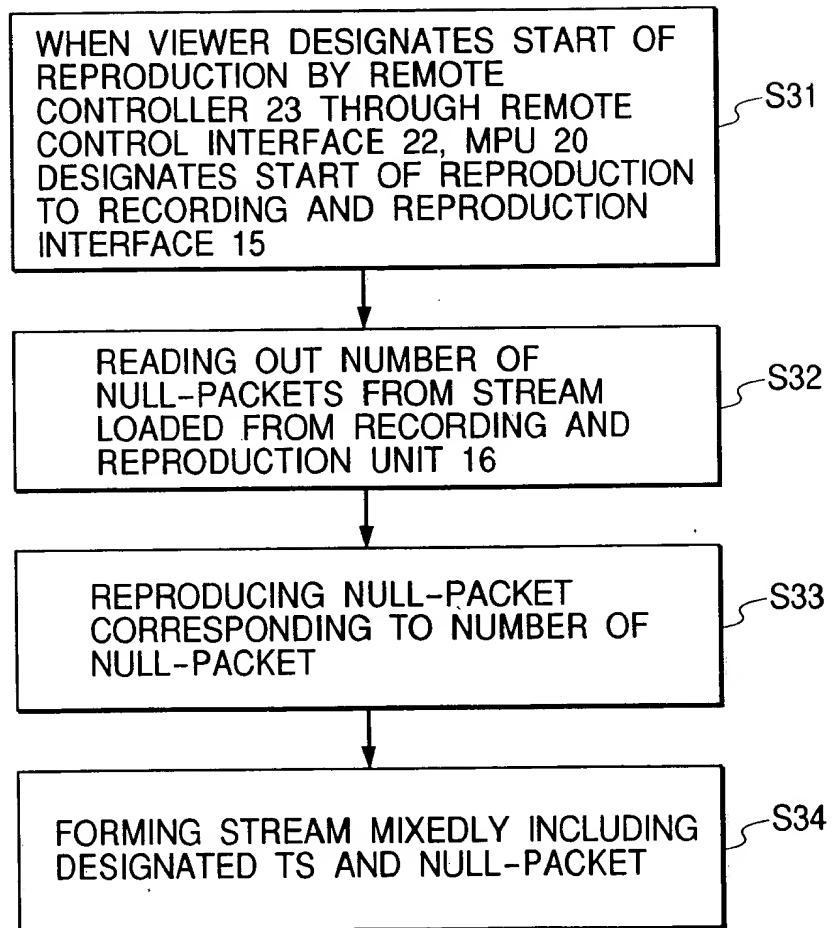 WHEN VIEWER DESIGNATES START OF
REPRODUCTION BY REMOTE
CONTROLLER 23 THROUGH REMOTE
CONTROL INTERFACE 22, MPU 20
DESIGNATES START OF REPRODUCTION
TO RECORDING AND REPRODUCTION
INTERFACE 15
S31
READING OUT NUMBER OF
NULL-PACKETS FROM STREAM
LOADED FROM RECORDING AND
REPRODUCTION UNIT 16
S32
REPRODUCING NULL-PACKET
CORRESPONDING TO NUMBER OF
NULL-PACKET
S33
FORMING STREAM MIXEDLY INCLUDING
DESIGNATED TS AND NULL-PACKET
S34